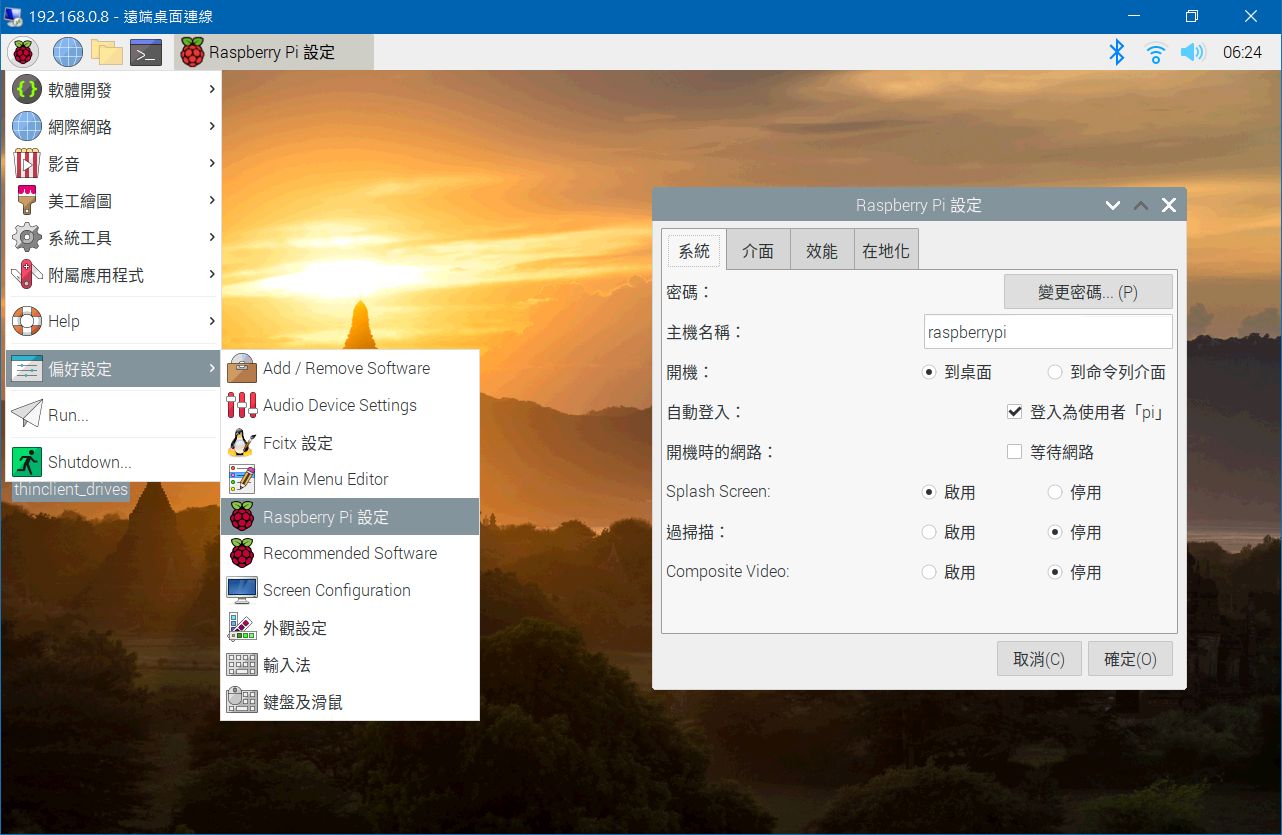 192.168.0.8 - 遠端桌面連線
Raspberry Pi 設定
06:24
軟體開發
網際網路
影音
美工繪圖
系統工具
附屬應用程式
Help
偏好設定
Run...
Shutdown...
thinclient_drives
Add / Remove Software
Audio Device Settings
Fcitx 設定
Main Menu Editor
Raspberry Pi 設定
Recommended Software
Screen Configuration
外觀設定
輸入法
鍵盤及滑鼠
Raspberry Pi 設定
系統 介面 效能 在地化
密碼： 變更密碼... (P)
主機名稱： raspberrypi
開機： 到桌面 到命令列介面
自動登入： 登入為使用者「pi」
開機時的網路： 等待網路
Splash Screen: 啟用 停用
過掃描： 啟用 停用
Composite Video: 啟用 停用
取消(C) 確定(O)